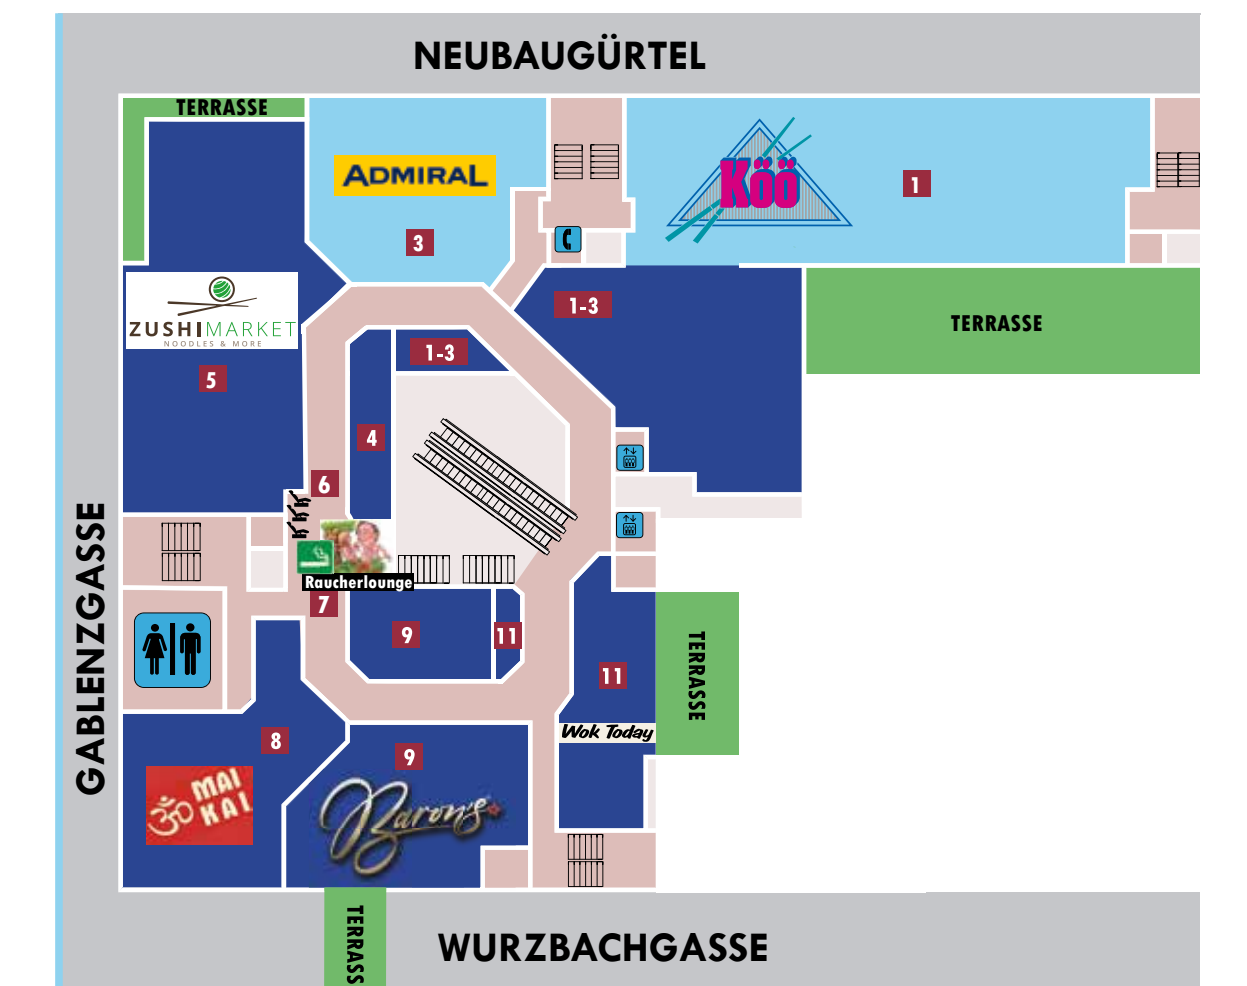 NEUBAUGÜRTEL
TERRASSE
ADMIRAL
3
Köö
1
ZUSHIMARKET
NOODLES & MORE
5
1-3
TERRASSE
1-3
4
6
GABLENZGASSE
Raucherlounge
7
9
11
11
TERRASSE
Wok Today
8
MAI
KAI
9
Barons
TERRASS
WURZBACHGASSE